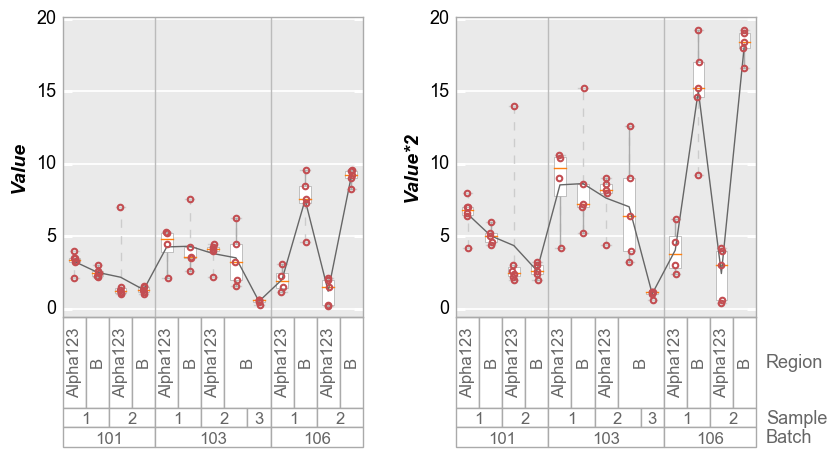 20
15
10
5
0
Value
Alpha123 B Alpha123 B Alpha123 B Alpha123 B Alpha123 B Alpha123 B
1 2 1 2 3 1 2
101 103 106
20
15
10
5
0
Value*2
Alpha123 B Alpha123 B Alpha123 B Alpha123 B Alpha123 B Alpha123 B Region
1 2 1 2 3 1 2 Sample
101 103 106 Batch